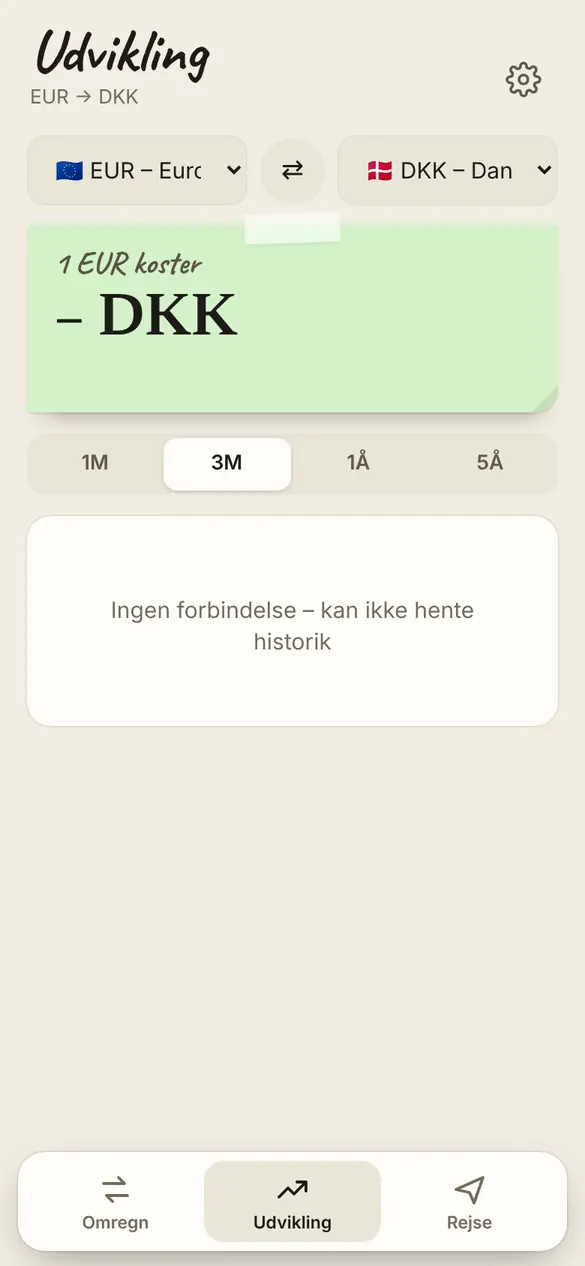 Udvikling
EUR → DKK
EUR – Euro
DKK – Dan
1 EUR koster
– DKK
1M
3M
1Å
5Å
Ingen forbindelse – kan ikke hente
historik
Omregn
Udvikling
Rejse